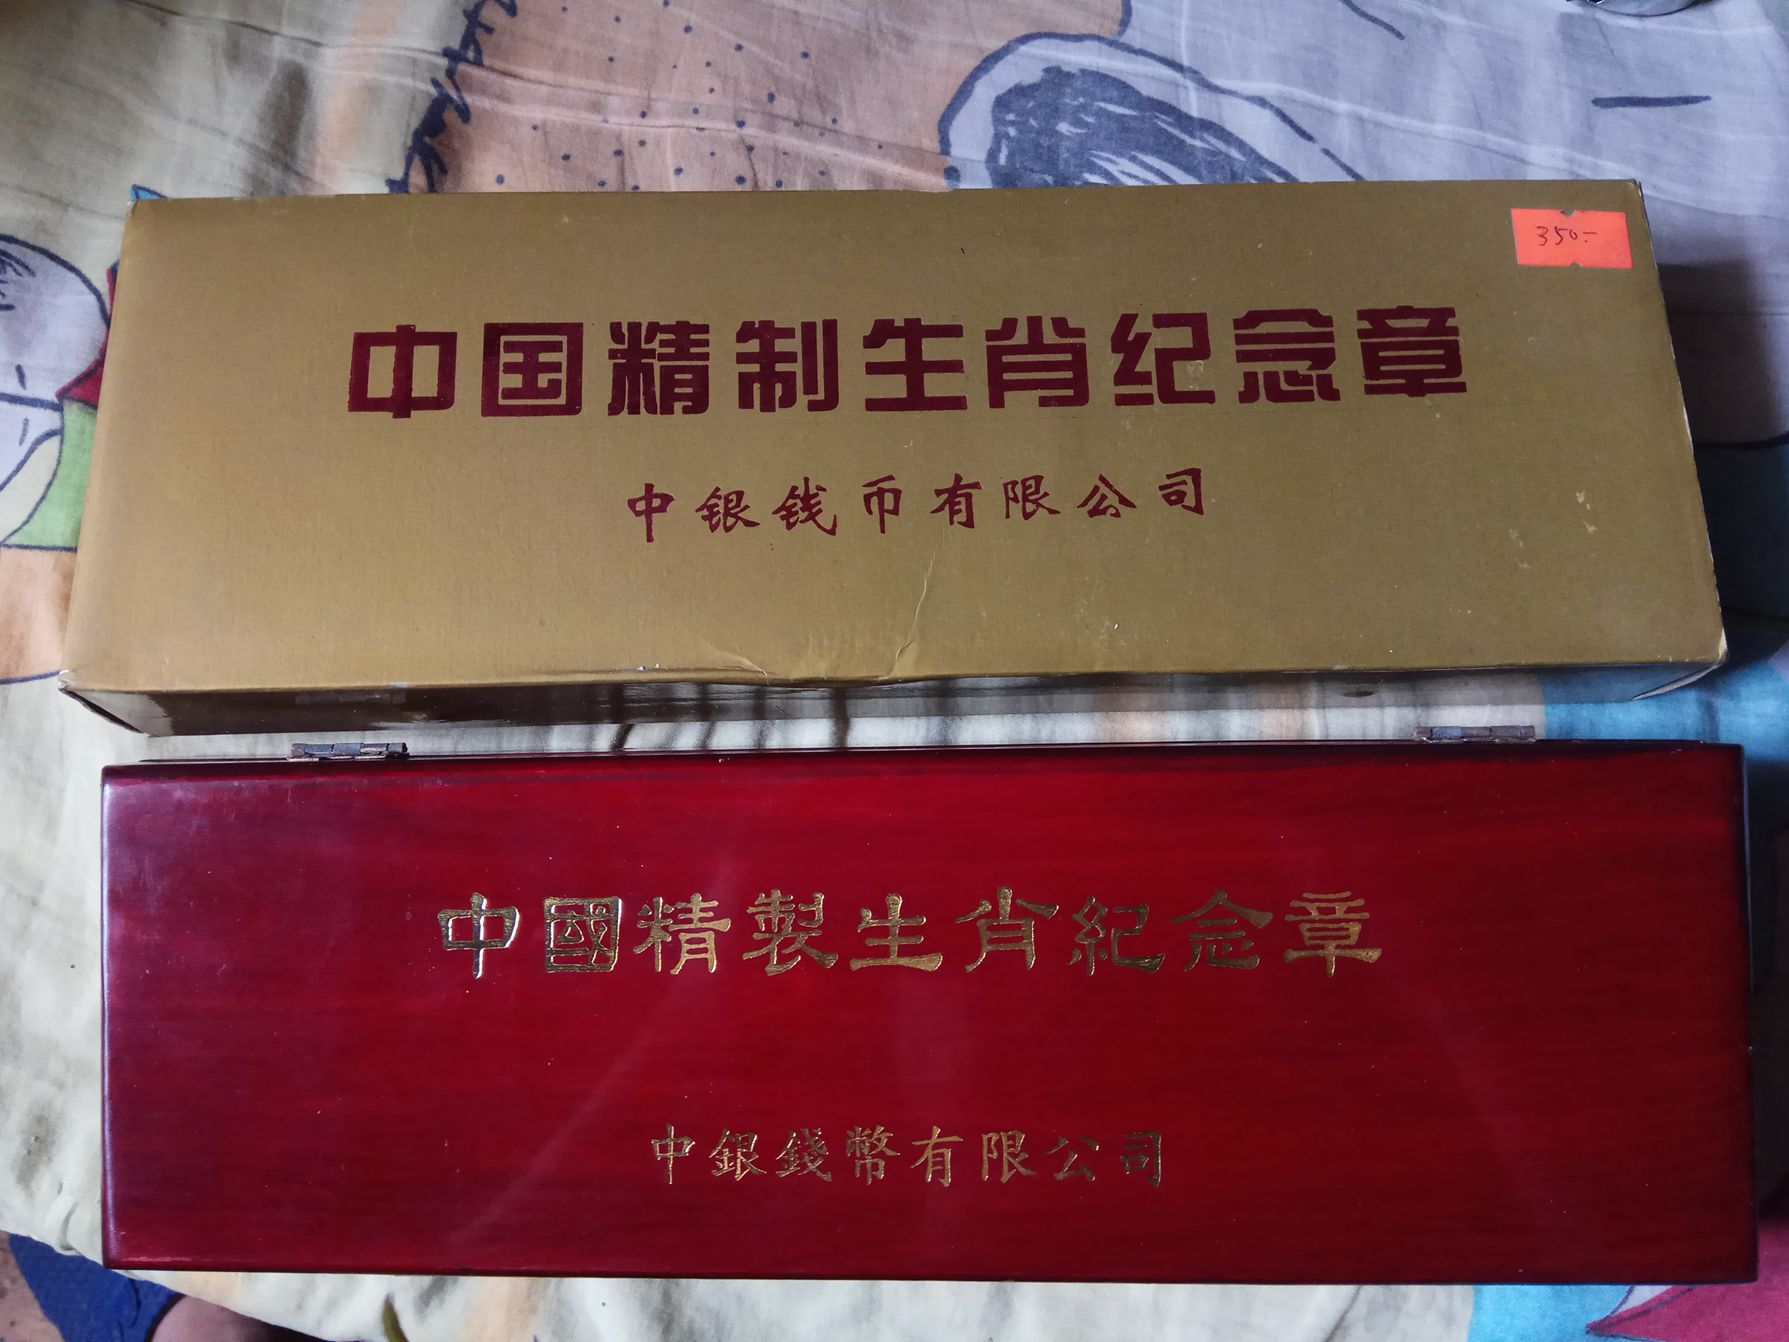 350-
中国精制生肖纪念章
中银钱币有限公司
中國精製生肖紀念章
中銀錢幣有限公司